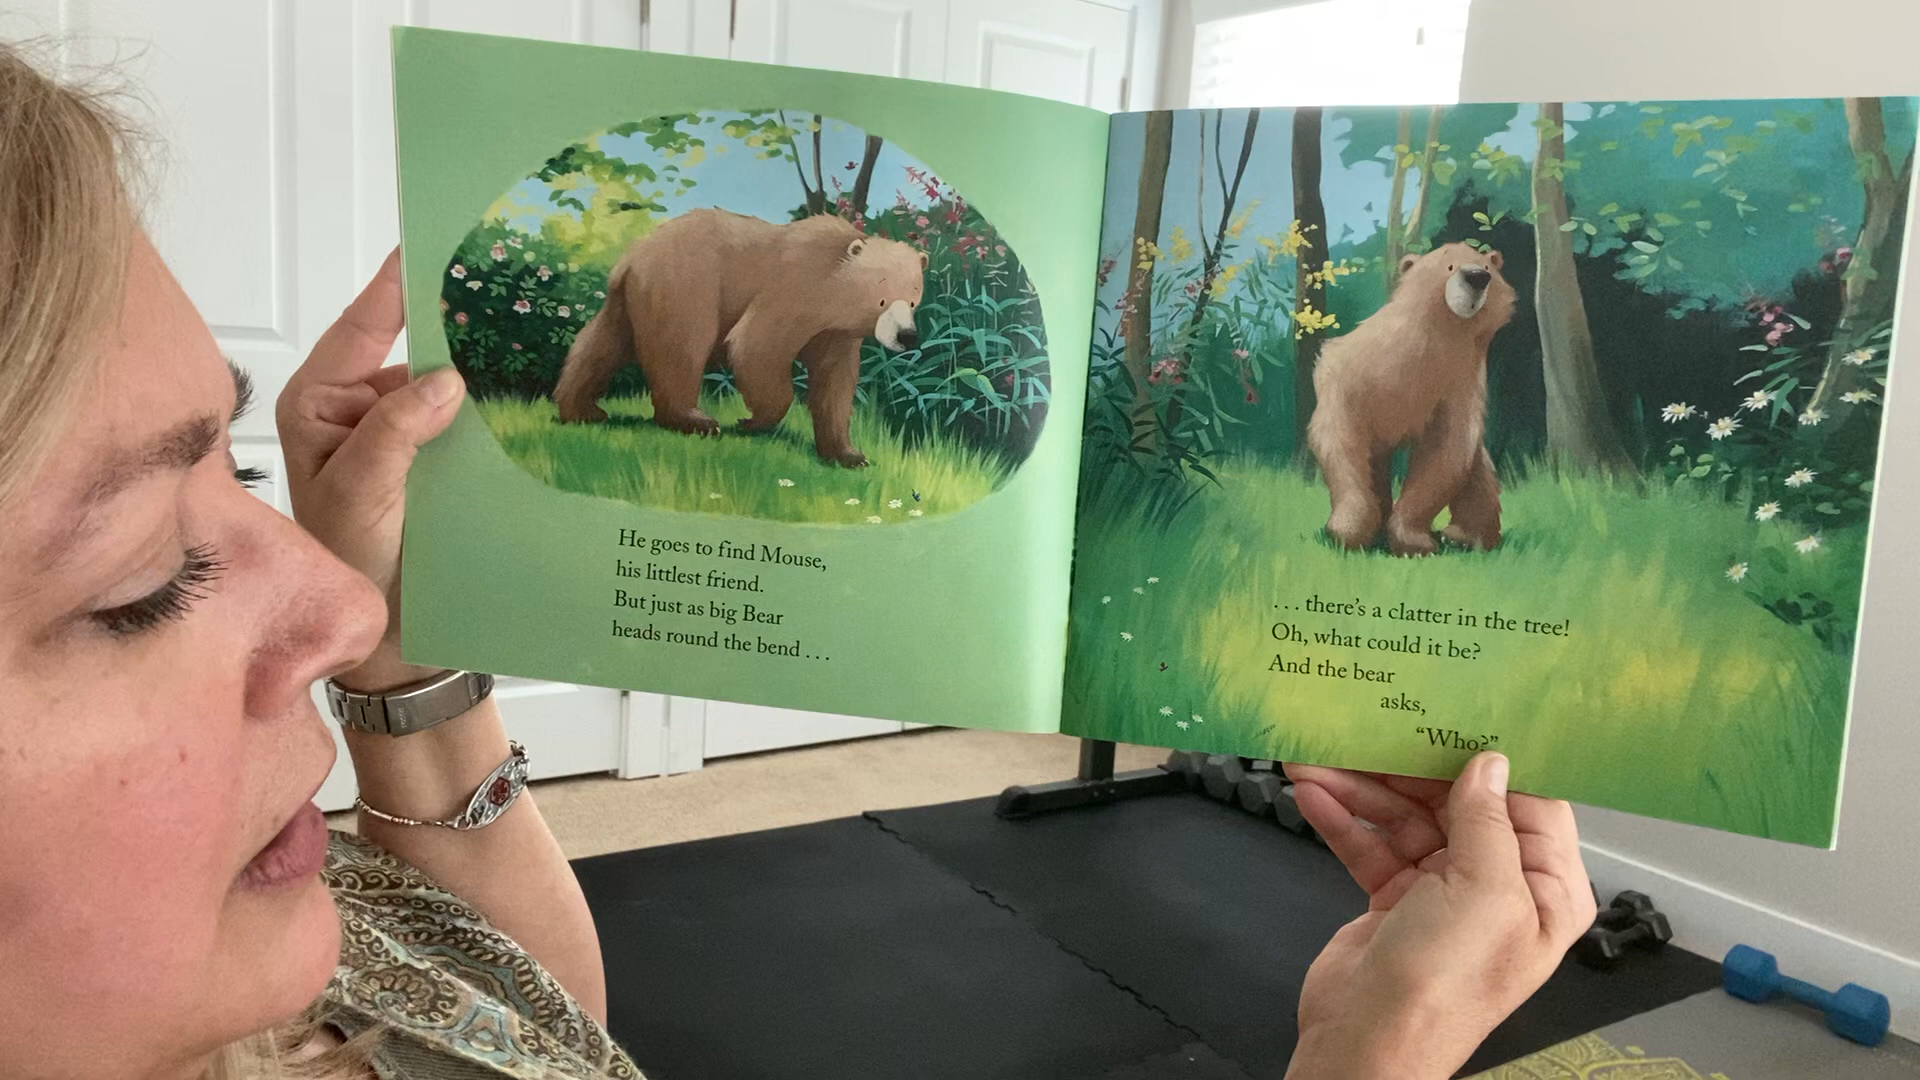 He goes to find Mouse,
his littlest friend.
But just as big Bear
heads round the bend . . .
. . . there's a clatter in the tree!
Oh, what could it be?
And the bear
asks,
“Who?”